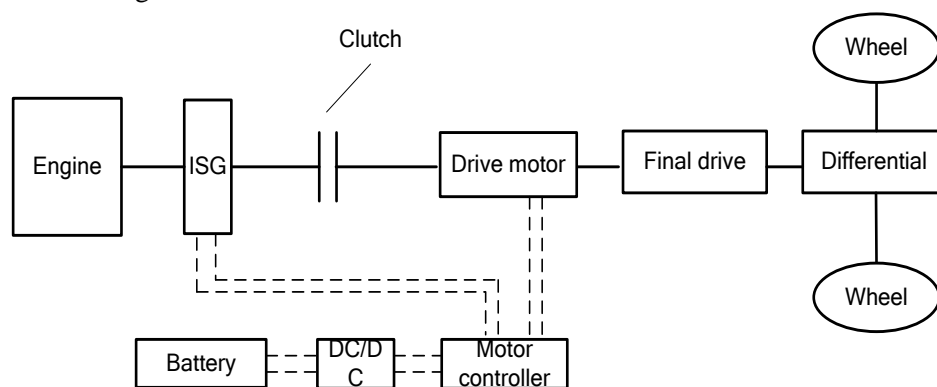 Clutch
Wheel
Engine
ISG
Drive motor
Final drive
Differential
Wheel
Battery
DC/D
C
Motor
controller